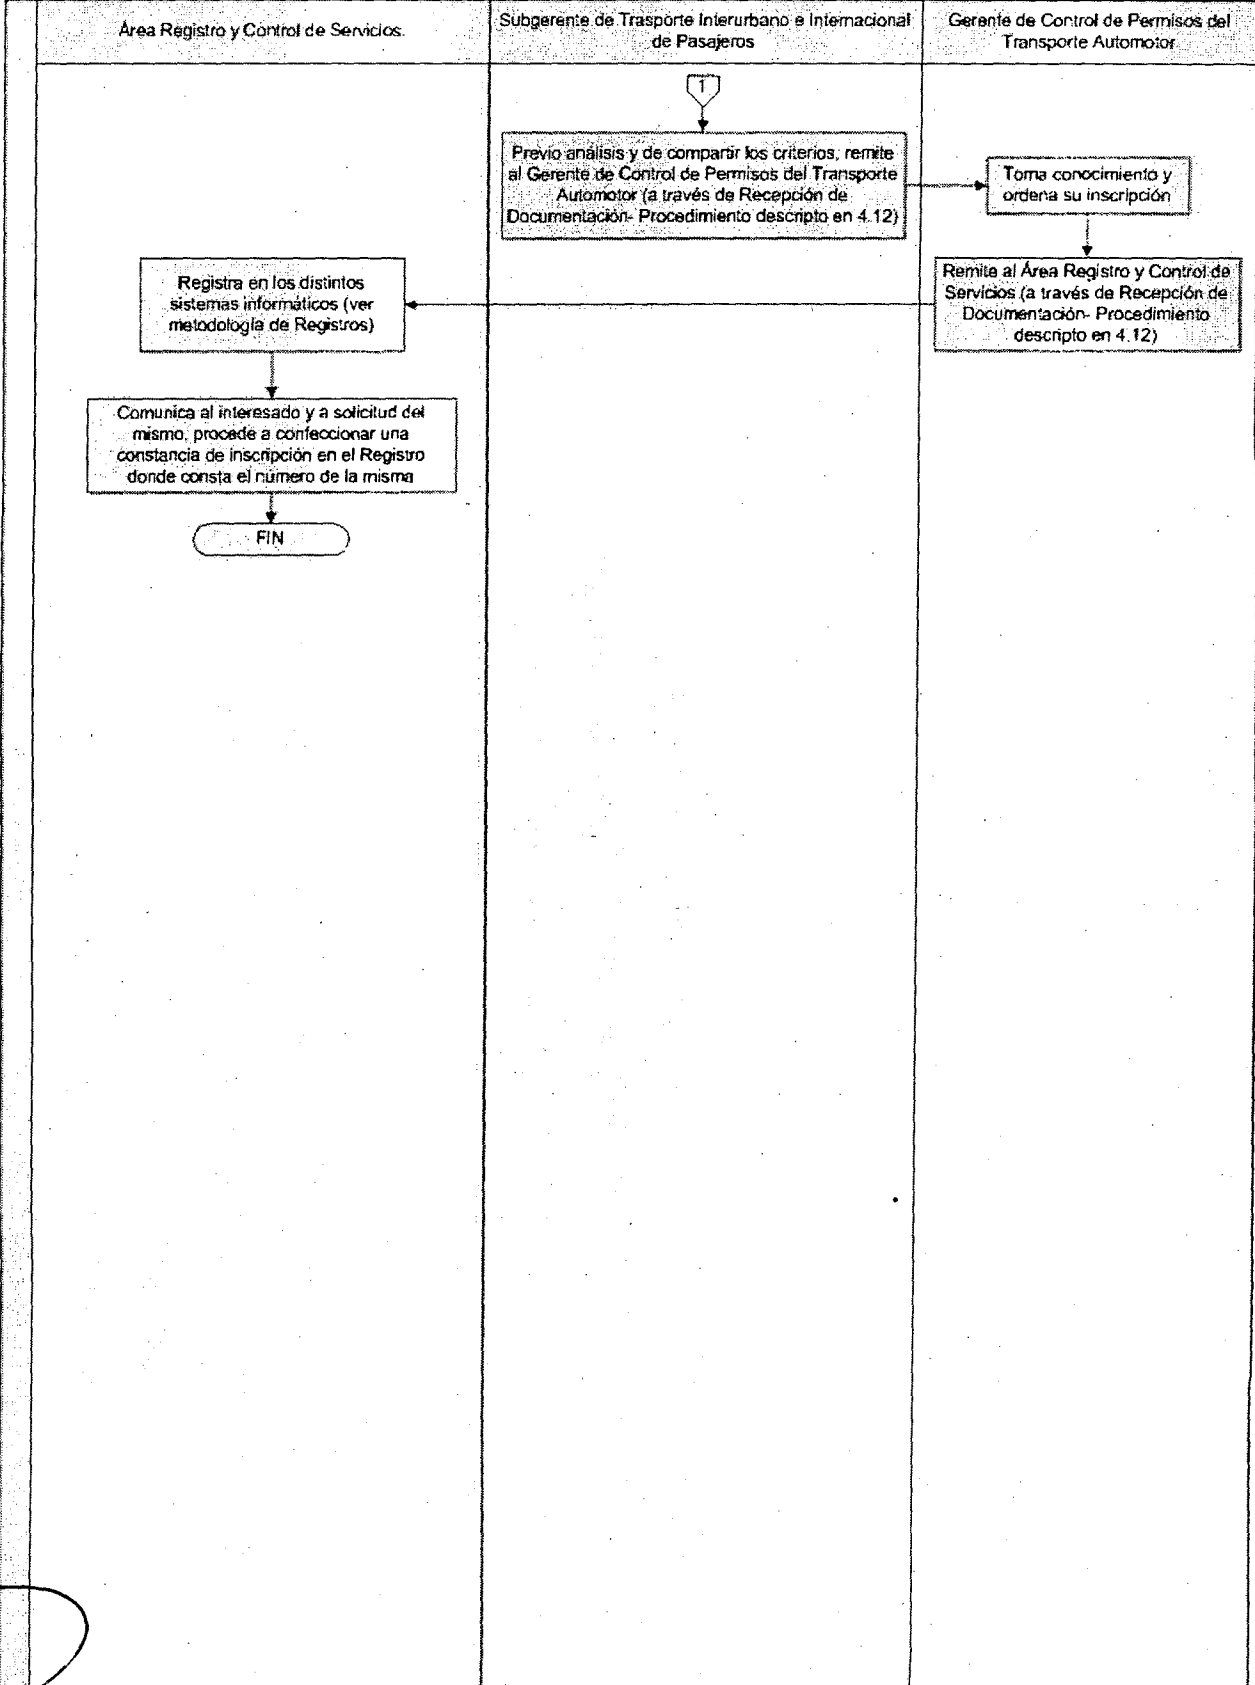 Área Registro y Control de Servicios.
Subgerente de Trasporte Interurbano e Internacional
de Pasajeros
Gerente de Control de Permisos del
Transporte Automotor
1
Previo análisis y de compartir los criterios, remite
al Gerente de Control de Permisos del Transporte
Automotor (a través de Recepción de
Documentación- Procedimiento descripto en 4.12)
Toma conocimiento y
ordena su inscripción
Remite al Área Registro y Control de
Servicios (a través de Recepción de
Documentación- Procedimiento
descripto en 4.12)
Registra en los distintos
sistemas informáticos (ver
metodología de Registros)
Comunica al interesado y a solicitud del
mismo, procede a confeccionar una
constancia de inscripción en el Registro
donde consta el número de la misma
FIN